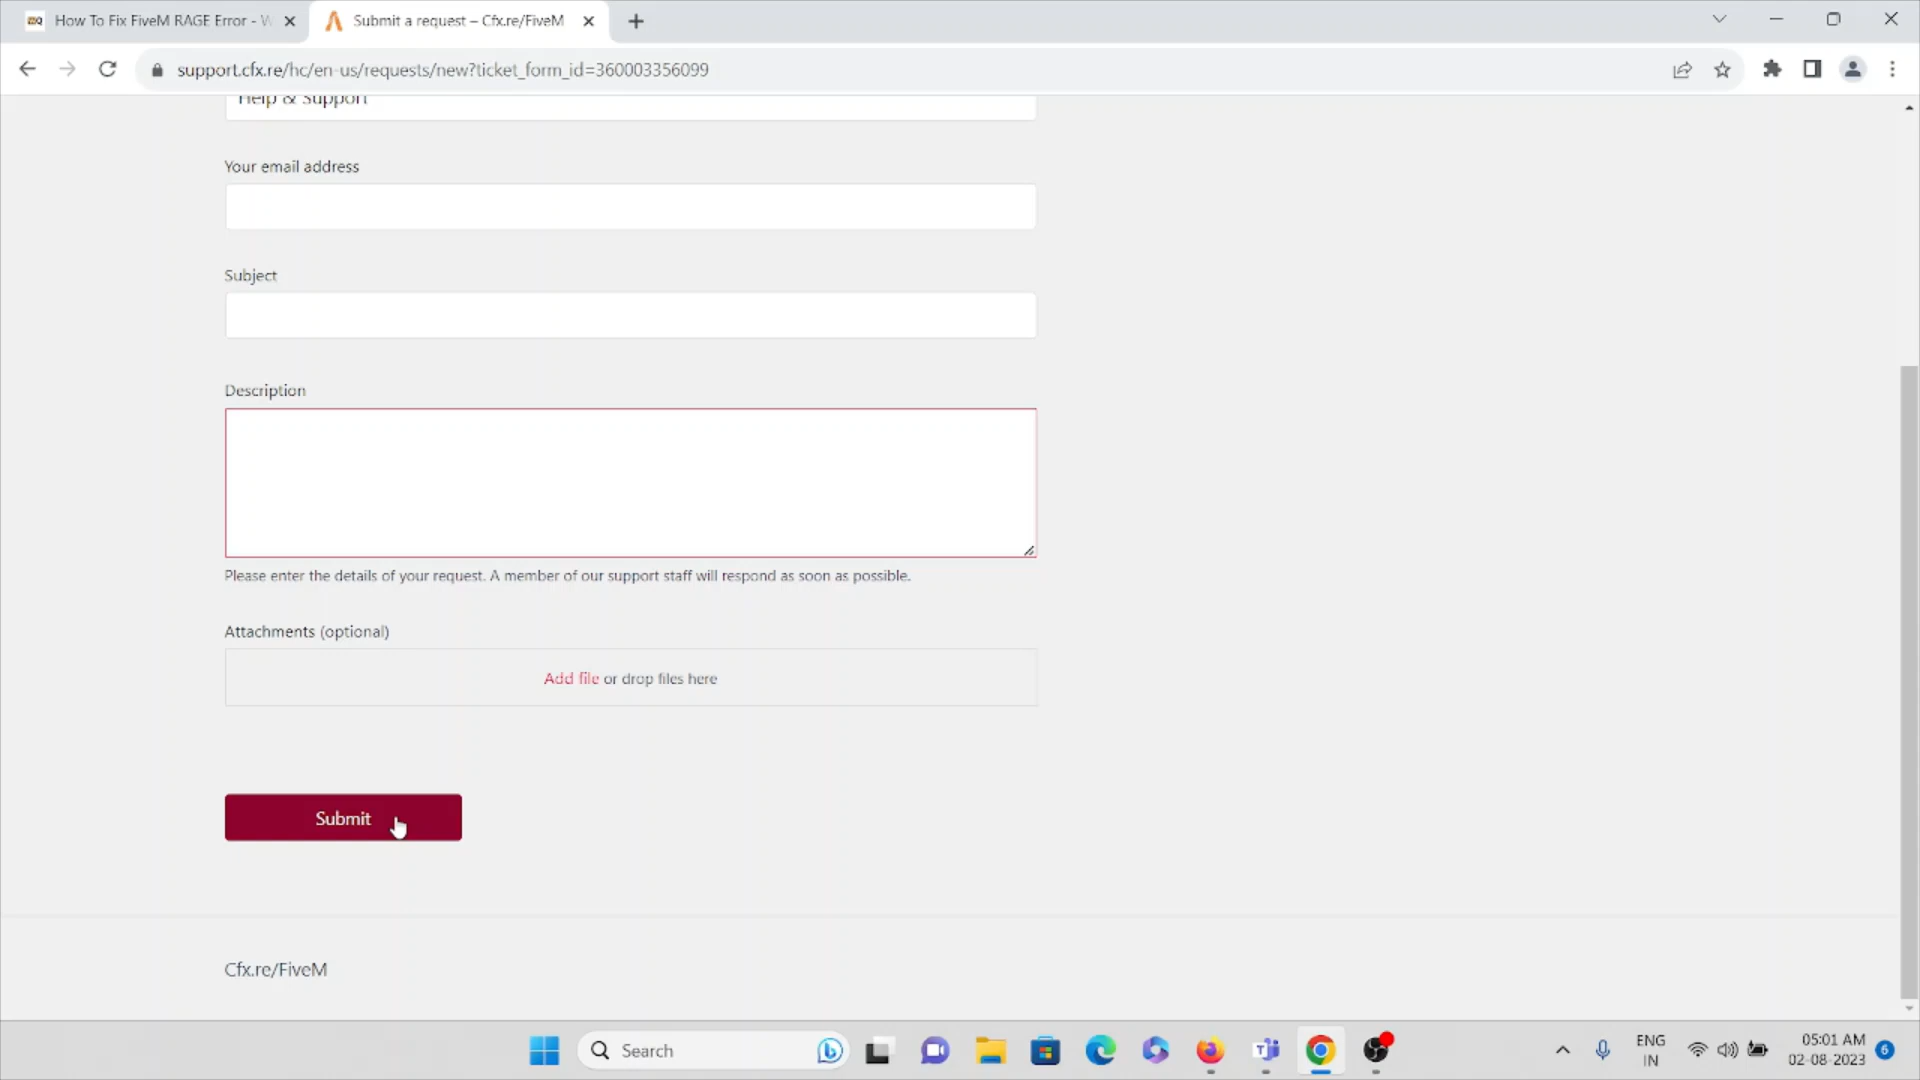 How To Fix FiveM RAGE Error - W
Submit a request – Cfx.re/FiveM
support.cfx.re/hc/en-us/requests/new?ticket_form_id=360003356099
Help & Support
Your email address
Subject
Description
Please enter the details of your request. A member of our support staff will respond as soon as possible.
Attachments (optional)
Add file or drop files here
Submit
Cfx.re/FiveM
Search
ENG
IN
05:01 AM
02-08-2023
6